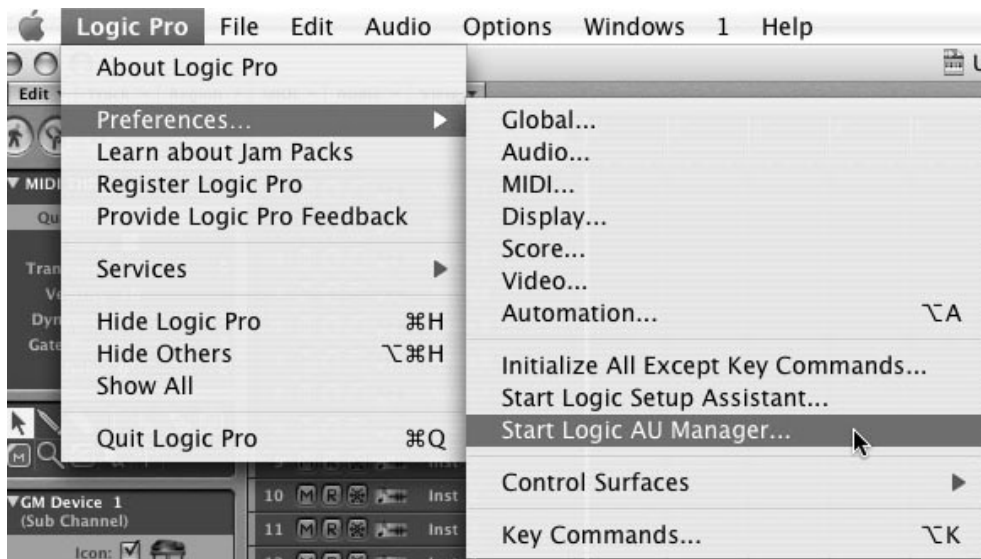 Logic Pro File Edit Audio Options Windows 1 Help
About Logic Pro
Preferences...
Learn about Jam Packs
Register Logic Pro
Provide Logic Pro Feedback
Services
Hide Logic Pro ⌘H
Hide Others ⌥⌘H
Show All
Quit Logic Pro ⌘Q
Global...
Audio...
MIDI...
Display...
Score...
Video...
Automation... ⌥A
Initialize All Except Key Commands...
Start Logic Setup Assistant...
Start Logic AU Manager...
Control Surfaces
Key Commands... ⌥K
Edit
MIDI
GM Device 1
(Sub Channel)
Icon:
10 M R Inst
11 M R Inst